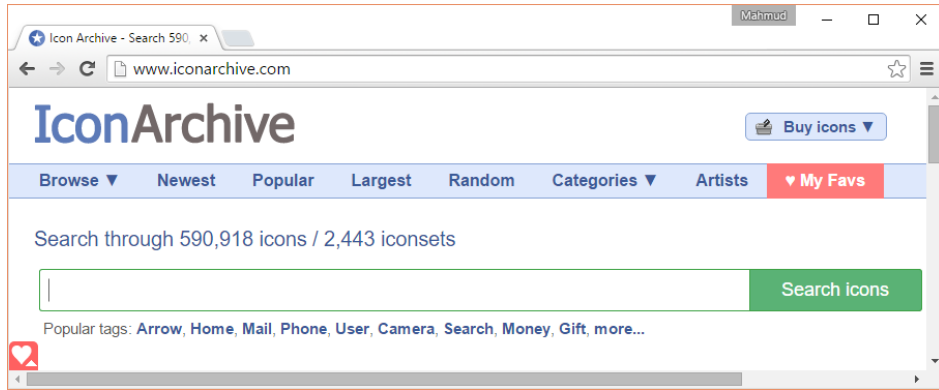 Mahmud
Icon Archive - Search 590,
www.iconarchive.com
IconArchive
Buy icons ▼
Browse ▼ Newest Popular Largest Random Categories ▼ Artists ♥ My Favs
Search through 590,918 icons / 2,443 iconsets
Search icons
Popular tags: Arrow, Home, Mail, Phone, User, Camera, Search, Money, Gift, more...